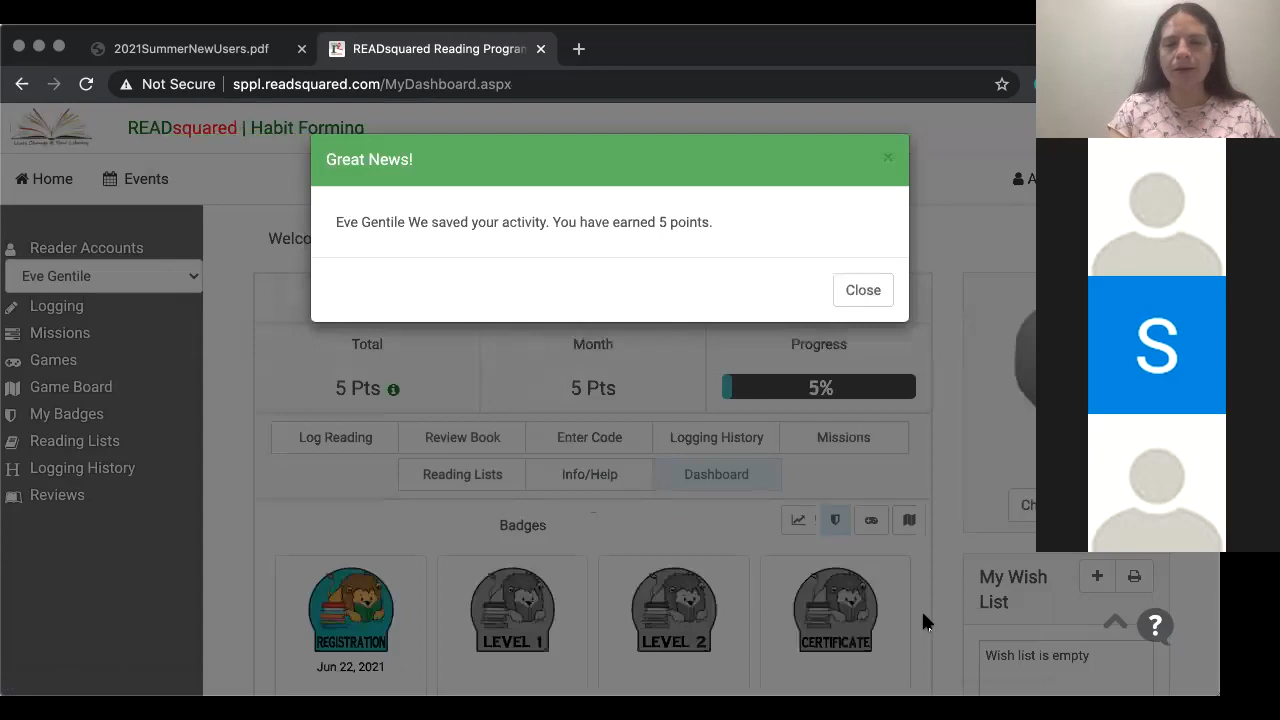 2021SummerNewUsers.pdf
READsquared Reading Progran
Not Secure
sppl.readsquared.com/MyDashboard.aspx
READsquared | Habit Forming
Great News!
Home
Events
A
Eve Gentile We saved your activity. You have earned 5 points.
Reader Accounts
Welco
Eve Gentile
Close
Logging
Missions
Games
Game Board
My Badges
Reading Lists
Logging History
Reviews
Total
Month
Progress
5 Pts
5 Pts
5%
Log Reading
Review Book
Enter Code
Logging History
Missions
Reading Lists
Info/Help
Dashboard
Badges
Ch
REGISTRATION
LEVEL 1
LEVEL 2
CERTIFICATE
Jun 22, 2021
My Wish
List
?
Wish list is empty
S